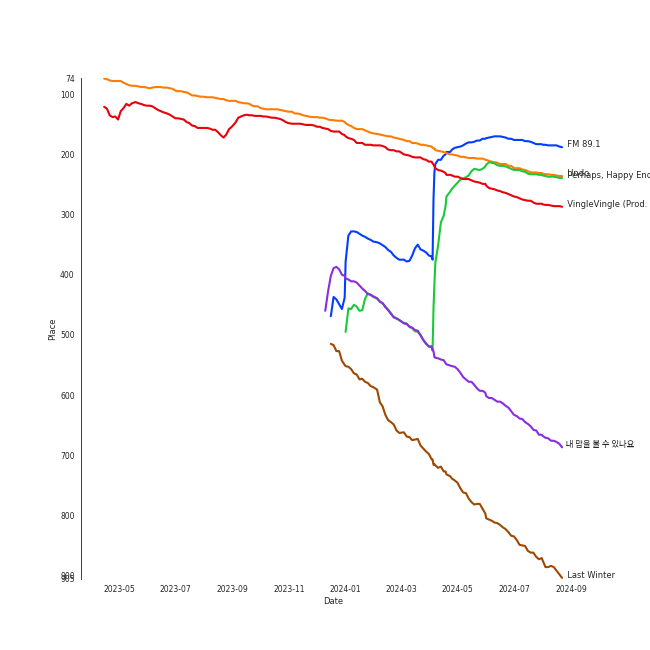 74
100
200
300
400
500
600
700
800
905
Place
FM 89.1
Undo
Perhaps, Happy End
VingleVingle (Prod.
내 맘을 볼 수 있나요
Last Winter
2023-05 2023-07 2023-09 2023-11 2024-01 2024-03 2024-05 2024-07 2024-09
Date